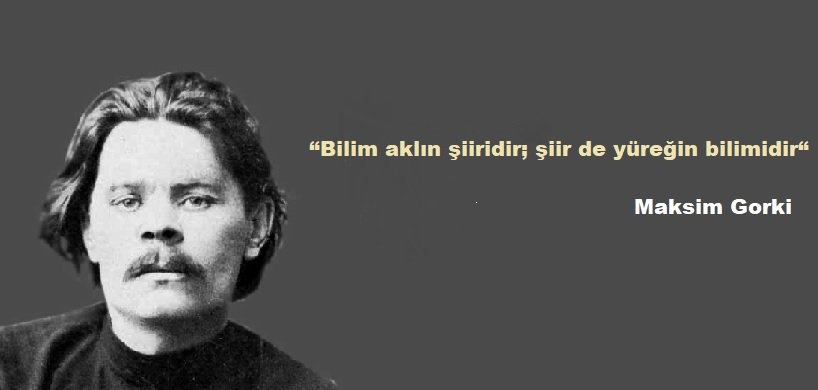 “Bilim aklın şiiridir; şiir de yüreğin bilimidir“
Maksim Gorki